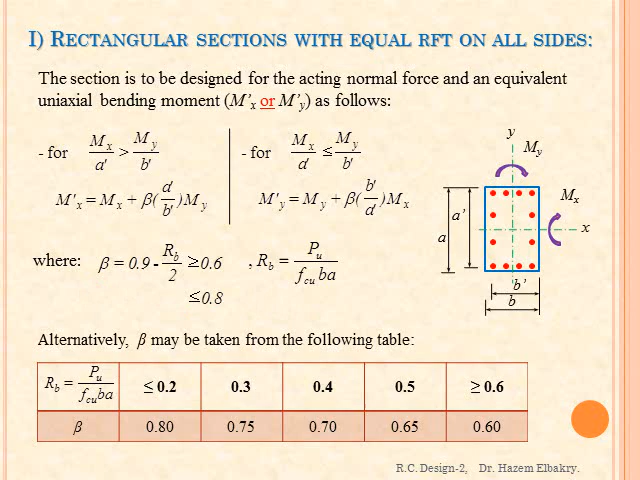 I) RECTANGULAR SECTIONS WITH EQUAL RFT ON ALL SIDES:
The section is to be designed for the acting normal force and an equivalent
uniaxial bending moment (M'x or M'y) as follows:
- for Mx/a' > My/b'
- for Mx/d ≤ My/b'
M'x = Mx + β(d/b')My
M'y = My + β(b'/d)Mx
y
My
Mx
x
a
a'
b'
b
where: β = 0.9 - Rb/2 ≥0.6 , Rb = Pu/fcu ba
≤0.8
Alternatively, β may be taken from the following table:
Rb = Pu/fcuba ≤ 0.2 0.3 0.4 0.5 ≥ 0.6
β 0.80 0.75 0.70 0.65 0.60
R.C. Design-2, Dr. Hazem Elbakry.